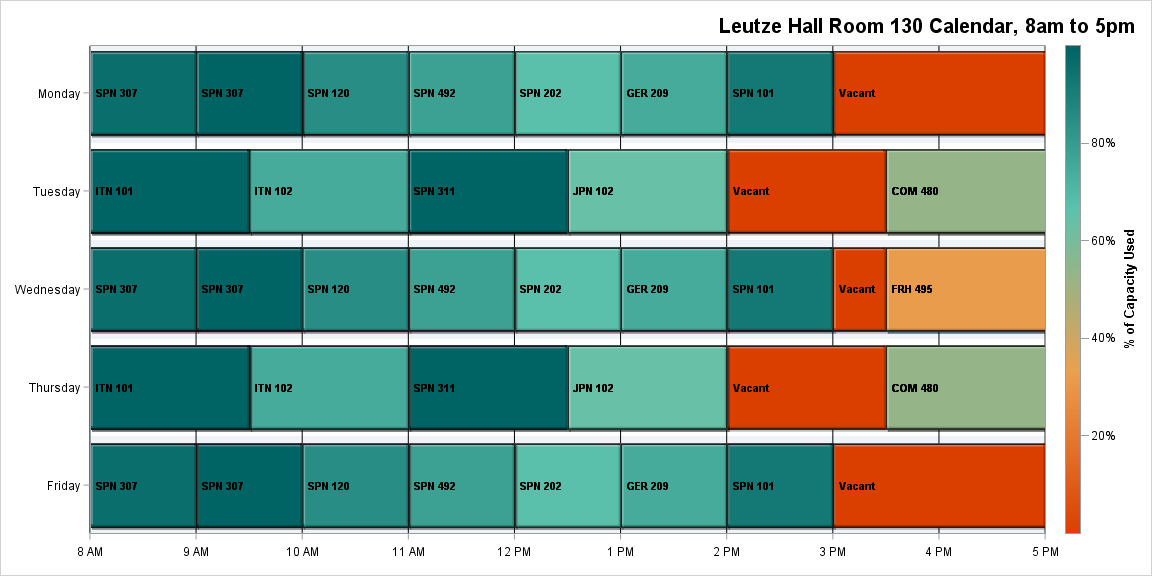 Leutze Hall Room 130 Calendar, 8am to 5pm
Monday
SPN 307 SPN 307 SPN 120 SPN 492 SPN 202 GER 209 SPN 101 Vacant
Tuesday
ITN 101 ITN 102 SPN 311 JPN 102 Vacant COM 480
Wednesday
SPN 307 SPN 307 SPN 120 SPN 492 SPN 202 GER 209 SPN 101 Vacant FRH 495
Thursday
ITN 101 ITN 102 SPN 311 JPN 102 Vacant COM 480
Friday
SPN 307 SPN 307 SPN 120 SPN 492 SPN 202 GER 209 SPN 101 Vacant
8 AM 9 AM 10 AM 11 AM 12 PM 1 PM 2 PM 3 PM 4 PM 5 PM
80%
60%
40%
20%
% of Capacity Used